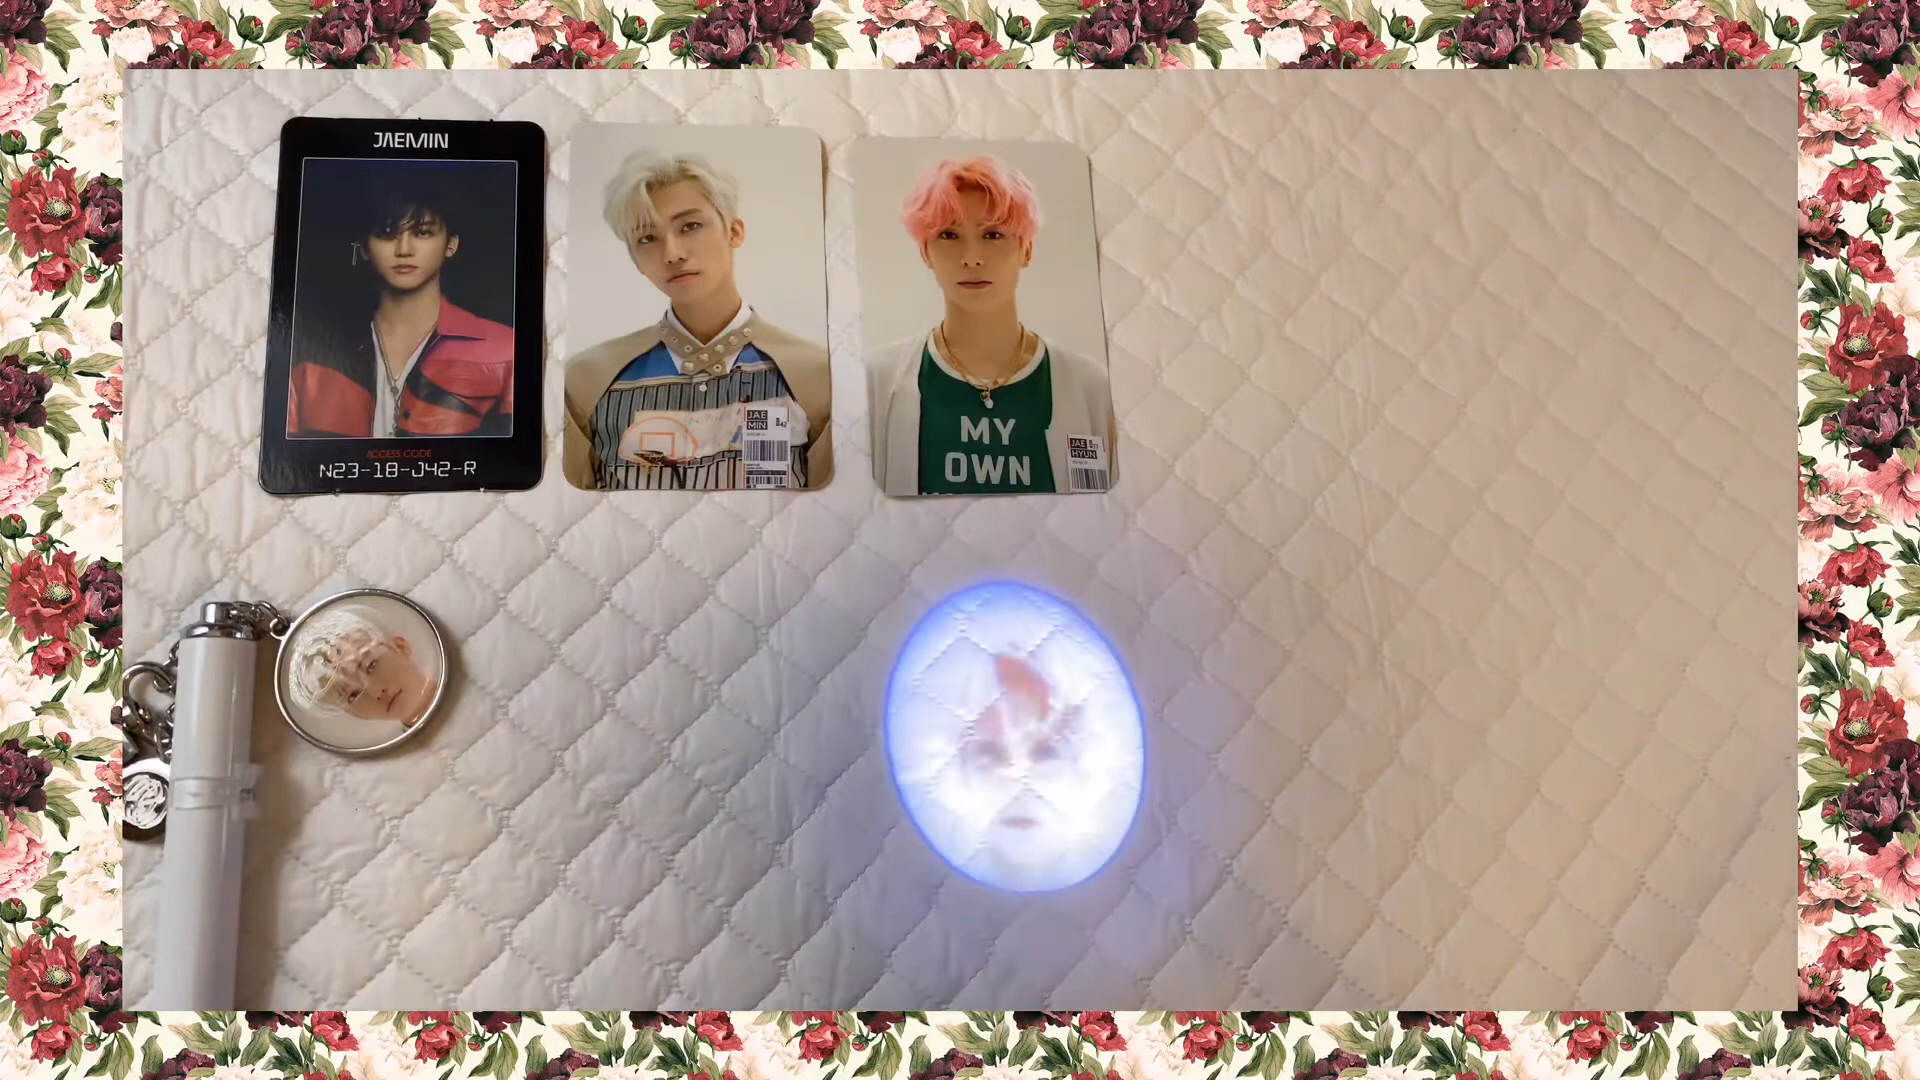 JAEMIN
ACCESS CODE
N23-18-J42-R
JAE
MIN
MY
OWN
JAE
HYUN